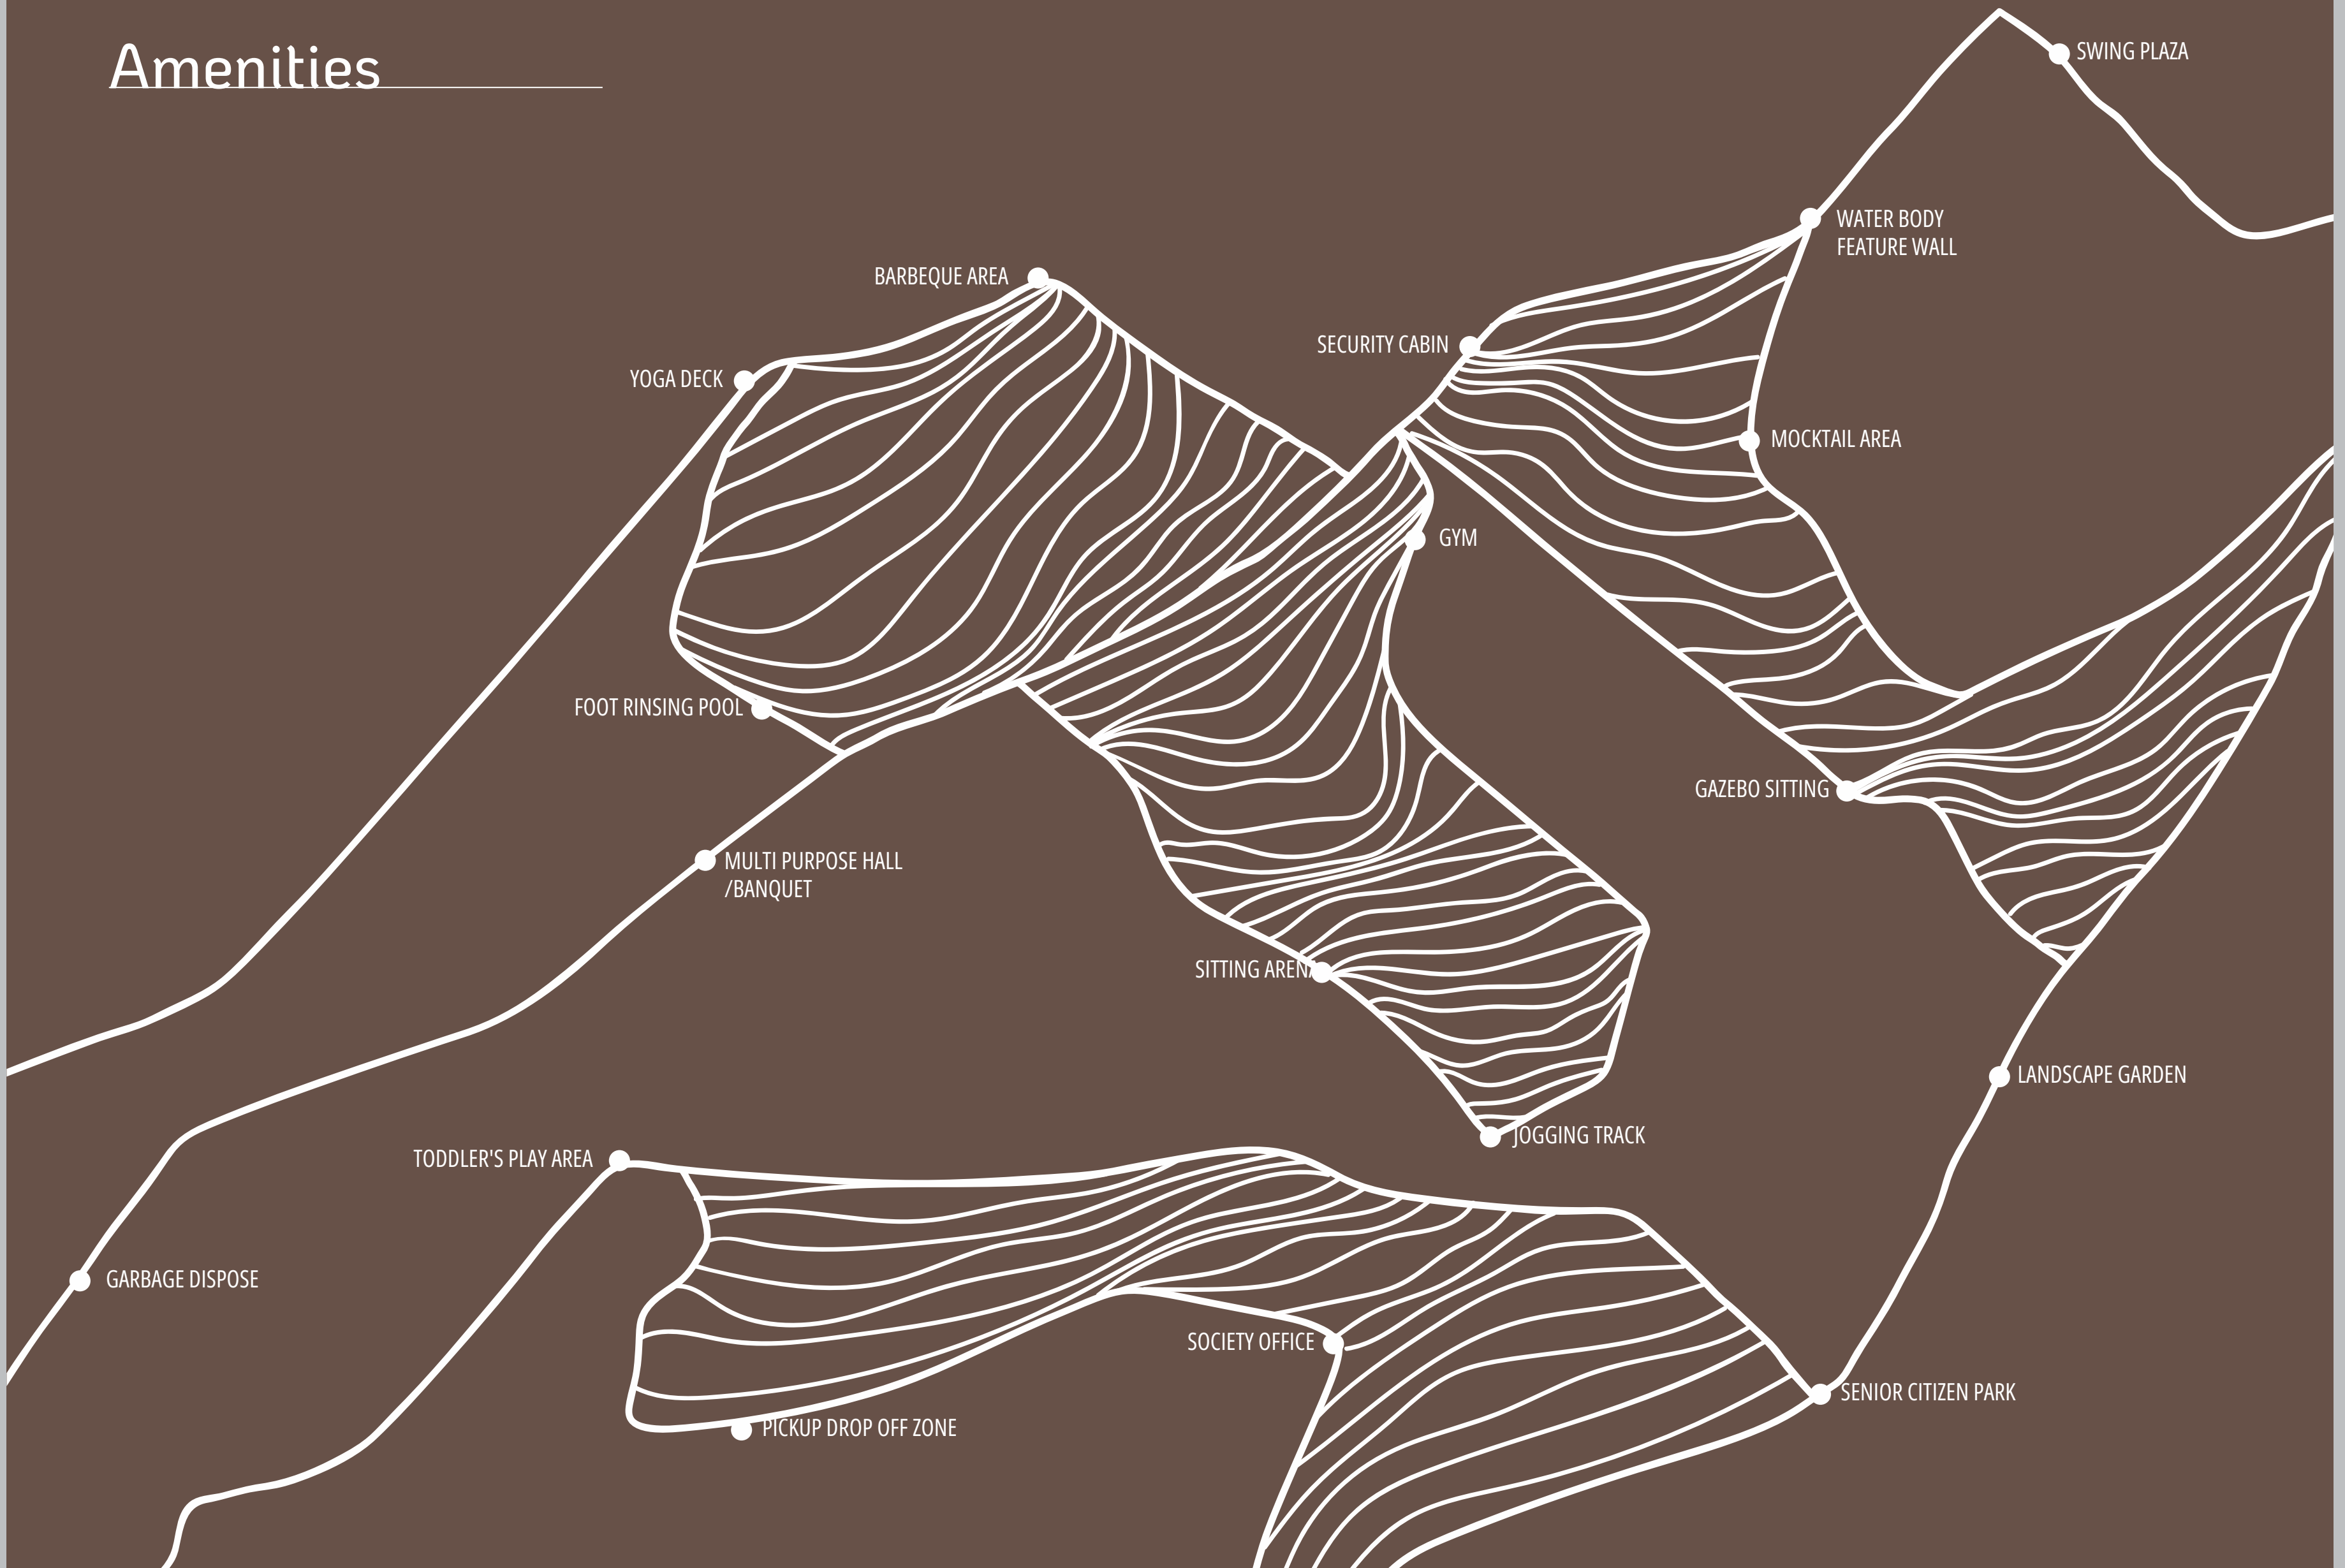 Amenities
SWING PLAZA
WATER BODY
FEATURE WALL
BARBEQUE AREA
SECURITY CABIN
YOGA DECK
MOCKTAIL AREA
GYM
FOOT RINSING POOL
GAZEBO SITTING
MULTI PURPOSE HALL
/BANQUET
SITTING ARENA
LANDSCAPE GARDEN
JOGGING TRACK
TODDLER'S PLAY AREA
GARBAGE DISPOSE
SOCIETY OFFICE
SENIOR CITIZEN PARK
PICKUP DROP OFF ZONE